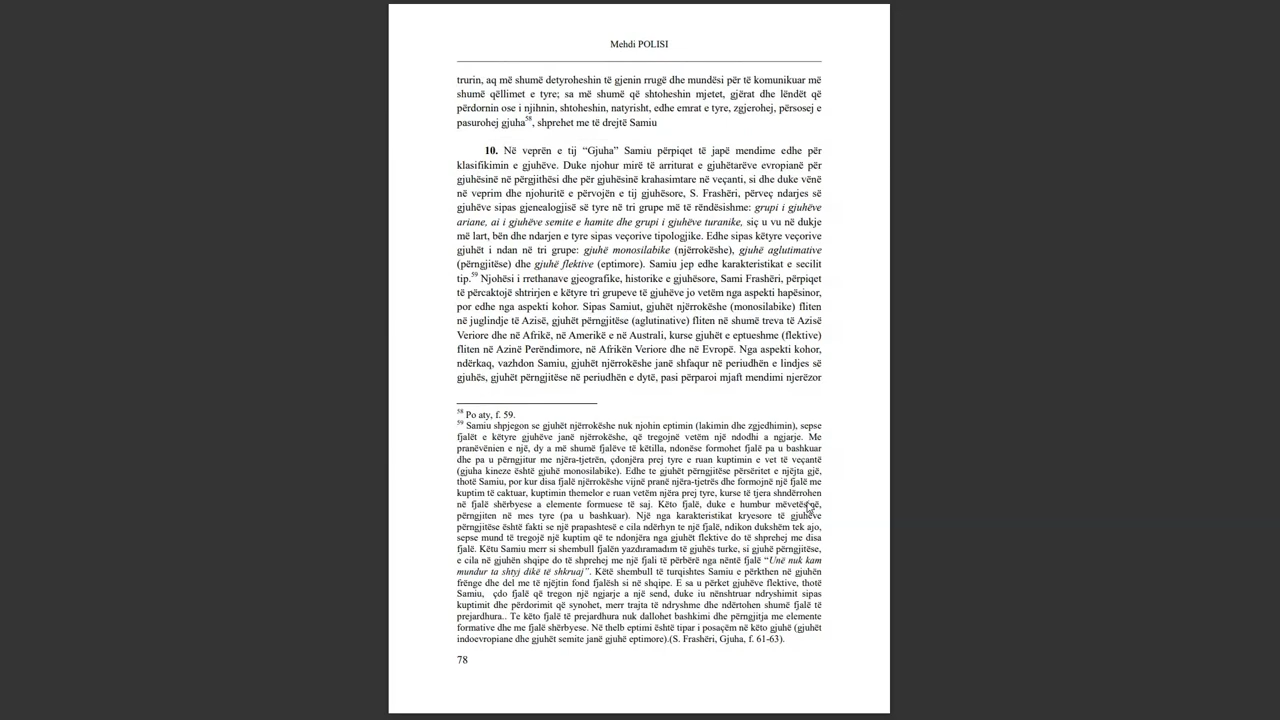 Mehdi POLISI
trurin, aq më shumë detyroheshin të gjenin rrugë dhe mundësi për të komunikuar më
shumë qëllimet e tyre; sa më shumë që shtoheshin mjetet, gjërat dhe lëndët që
përdornin ose i njihnin, shtoheshin, natyrisht, edhe emrat e tyre, zgjerohej, përsosej e
pasurohej gjuha58, shprehet me të drejtë Samiu
10. Në veprën e tij “Gjuha” Samiu përpiqet të japë mendime edhe për
klasifikimin e gjuhëve. Duke njohur mirë të arriturat e gjuhëtarëve evropianë për
gjuhësinë në përgjithësi dhe për gjuhësinë krahasimtare në veçanti, si dhe duke vënë
në veprim dhe njohuritë e përvojën e tij gjuhësore, S. Frashëri, përveç ndarjes së
gjuhëve sipas gjenealogjisë së tyre në tri grupe më të rëndësishme: grupi i gjuhëve
ariane, ai i gjuhëve semite e hamite dhe grupi i gjuhëve turanike, siç u vu në dukje
më lart, bën dhe ndarjen e tyre sipas veçorive tipologjike. Edhe sipas këtyre veçorive
gjuhët i ndan në tri grupe: gjuhë monosilabike (njërrokëshe), gjuhë aglutimative
(përngjitëse) dhe gjuhë flektive (eptimore). Samiu jep edhe karakteristikat e secilit
tip.59 Njohësi i rrethanave gjeografike, historike e gjuhësore, Sami Frashëri, përpiqet
të përcaktojë shtrirjen e këtyre tri grupeve të gjuhëve jo vetëm nga aspekti hapësinor,
por edhe nga aspekti kohor. Sipas Samiut, gjuhët njërrokëshe (monosilabike) fliten
në juglindje të Azisë, gjuhët përngjitëse (aglutinative) fliten në shumë treva të Azisë
Veriore dhe në Afrikë, në Amerikë e në Australi, kurse gjuhët e eptueshme (flektive)
fliten në Azinë Perëndimore, në Afrikën Veriore dhe në Evropë. Nga aspekti kohor,
ndërkaq, vazhdon Samiu, gjuhët njërrokëshe janë shfaqur në periudhën e lindjes së
gjuhës, gjuhët përngjitëse në periudhën e dytë, pasi përparoi mjaft mendimi njerëzor
58 Po aty, f. 59.
59 Samiu shpjegon se gjuhët njërrokëshe nuk njohin eptimin (lakimin dhe zgjedhimin), sepse
fjalët e këtyre gjuhëve janë njërrokëshe, që tregojnë vetëm një ndodhi a ngjarje. Me
pranëvënien e një, dy a më shumë fjalëve të këtilla, ndonëse formohet fjalë pa u bashkuar
dhe pa u përngjitur me njëra-tjetrën, çdonjëra prej tyre e ruan kuptimin e vet të veçantë
(gjuha kineze është gjuhë monosilabike). Edhe te gjuhët përngjitëse përsëritet e njëjta gjë,
thotë Samiu, por kur disa fjalë njërrokëshe vijnë pranë njëra-tjetrës dhe formojnë një fjalë me
kuptim të caktuar, kuptimin themelor e ruan vetëm njëra prej tyre, kurse të tjera shndërrohen
në fjalë shërbyese a elemente formuese të saj. Këto fjalë, duke e humbur mëvetësinë,
përngjiten në mes tyre (pa u bashkuar). Një nga karakteristikat kryesore të gjuhëve
përngjitëse është fakti se një prapashtesë e cila ndërhyn te një fjalë, ndikon dukshëm tek ajo,
sepse mund të tregojë një kuptim që te ndonjëra nga gjuhët flektive do të shprehej me disa
fjalë. Këtu Samiu merr si shembull fjalën yazdıramadım të gjuhës turke, si gjuhë përngjitëse,
e cila në gjuhën shqipe do të shprehej me një fjali të përbërë nga nëntë fjalë “Unë nuk kam
mundur ta shtyj dikë të shkruaj”. Këtë shembull të turqishtes Samiu e përkthen në gjuhën
frënge dhe del me të njëjtin fond fjalësh si në shqipe. E sa u përket gjuhëve flektive, thotë
Samiu, çdo fjalë që tregon një ngjarje a një send, duke iu nënshtruar ndryshimit sipas
kuptimit dhe përdorimit që synohet, merr trajta të ndryshme dhe ndërtohen shumë fjalë të
prejardhura.. Te këto fjalë të prejardhura nuk dallohet bashkimi dhe përngjitja me elemente
formative dhe me fjalë shërbyese. Në thelb eptimi është tipar i posaçëm në këto gjuhë (gjuhët
indoevropiane dhe gjuhët semite janë gjuhë eptimore).(S. Frashëri, Gjuha, f. 61-63).
78